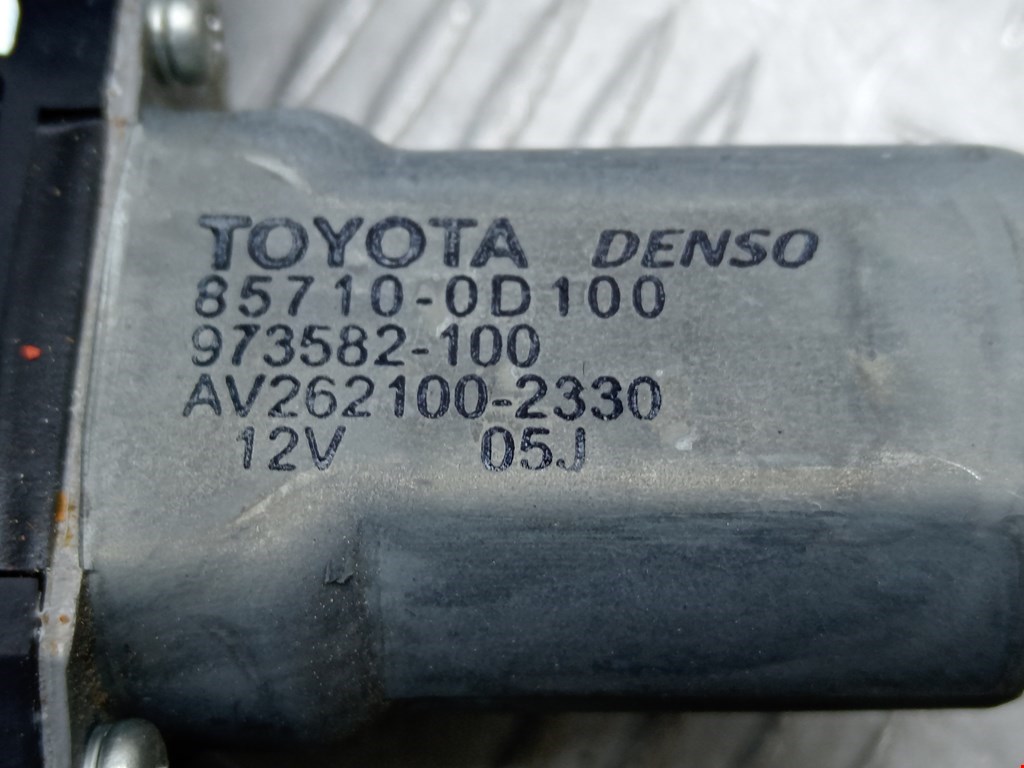 TOYOTA DENSO
85710-0D100
973582-100
AV262100-2330
12V 05J